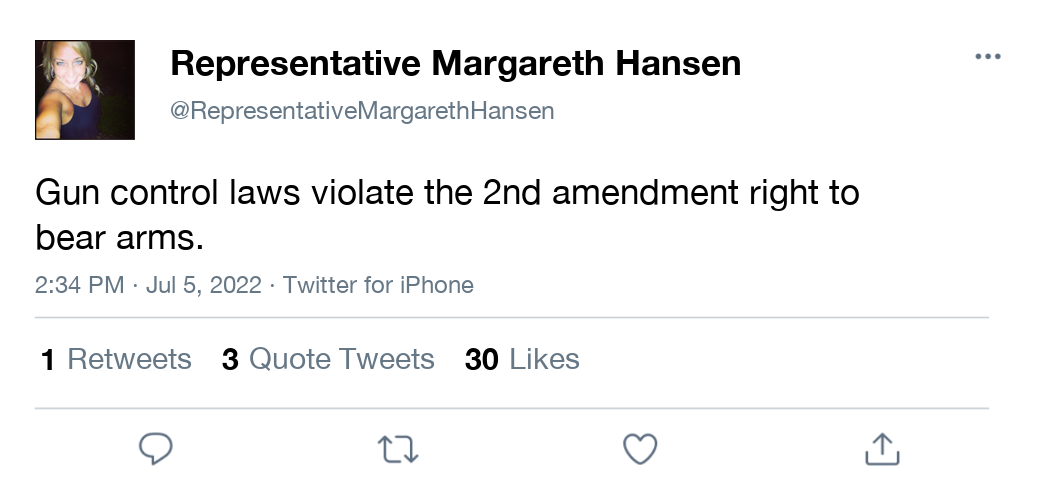 Representative Margareth Hansen
@RepresentativeMargarethHansen
Gun control laws violate the 2nd amendment right to
bear arms.
2:34 PM · Jul 5, 2022 · Twitter for iPhone
1 Retweets 3 Quote Tweets 30 Likes